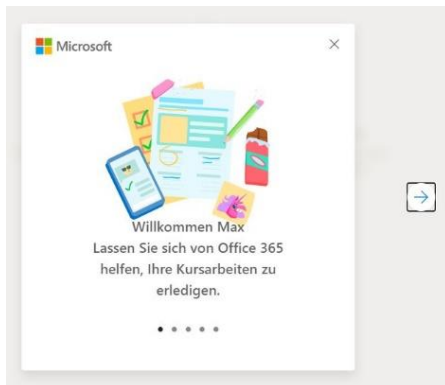 Microsoft
Willkommen Max
Lassen Sie sich von Office 365
helfen, Ihre Kursarbeiten zu
erledigen.